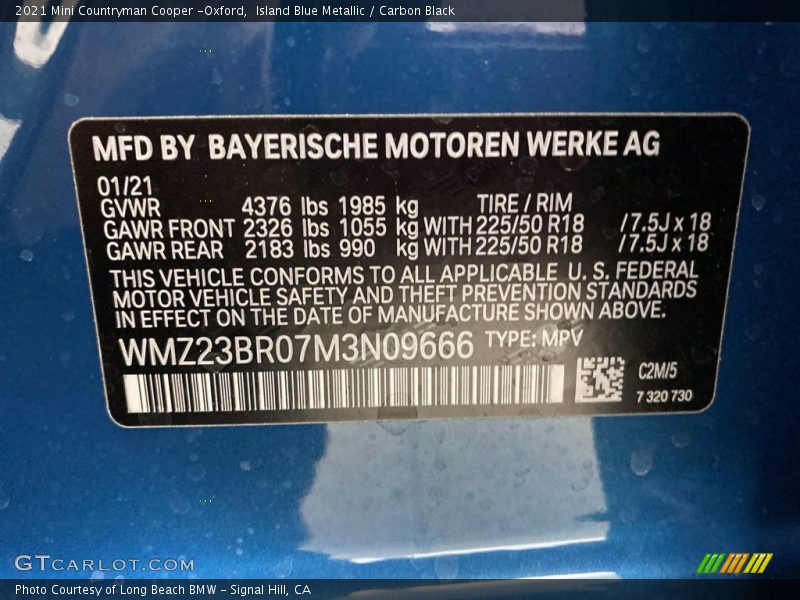 2021 Mini Countryman Cooper -Oxford, Island Blue Metallic / Carbon Black
MFD BY BAYERISCHE MOTOREN WERKE AG
01/21
TIRE / RIM
GVWR 4376 lbs 1985 kg
GAWR FRONT 2326 lbs 1055 kg WITH 225/50 R18 /7.5J x 18
GAWR REAR 2183 lbs 990 kg WITH 225/50 R18 /7.5J x 18
THIS VEHICLE CONFORMS TO ALL APPLICABLE U. S. FEDERAL
MOTOR VEHICLE SAFETY AND THEFT PREVENTION STANDARDS
IN EFFECT ON THE DATE OF MANUFACTURE SHOWN ABOVE.
WMZ23BR07M3N09666 TYPE: MPV
C2M/5
7 320 730
GTCARLOT.COM
Photo Courtesy of Long Beach BMW - Signal Hill, CA